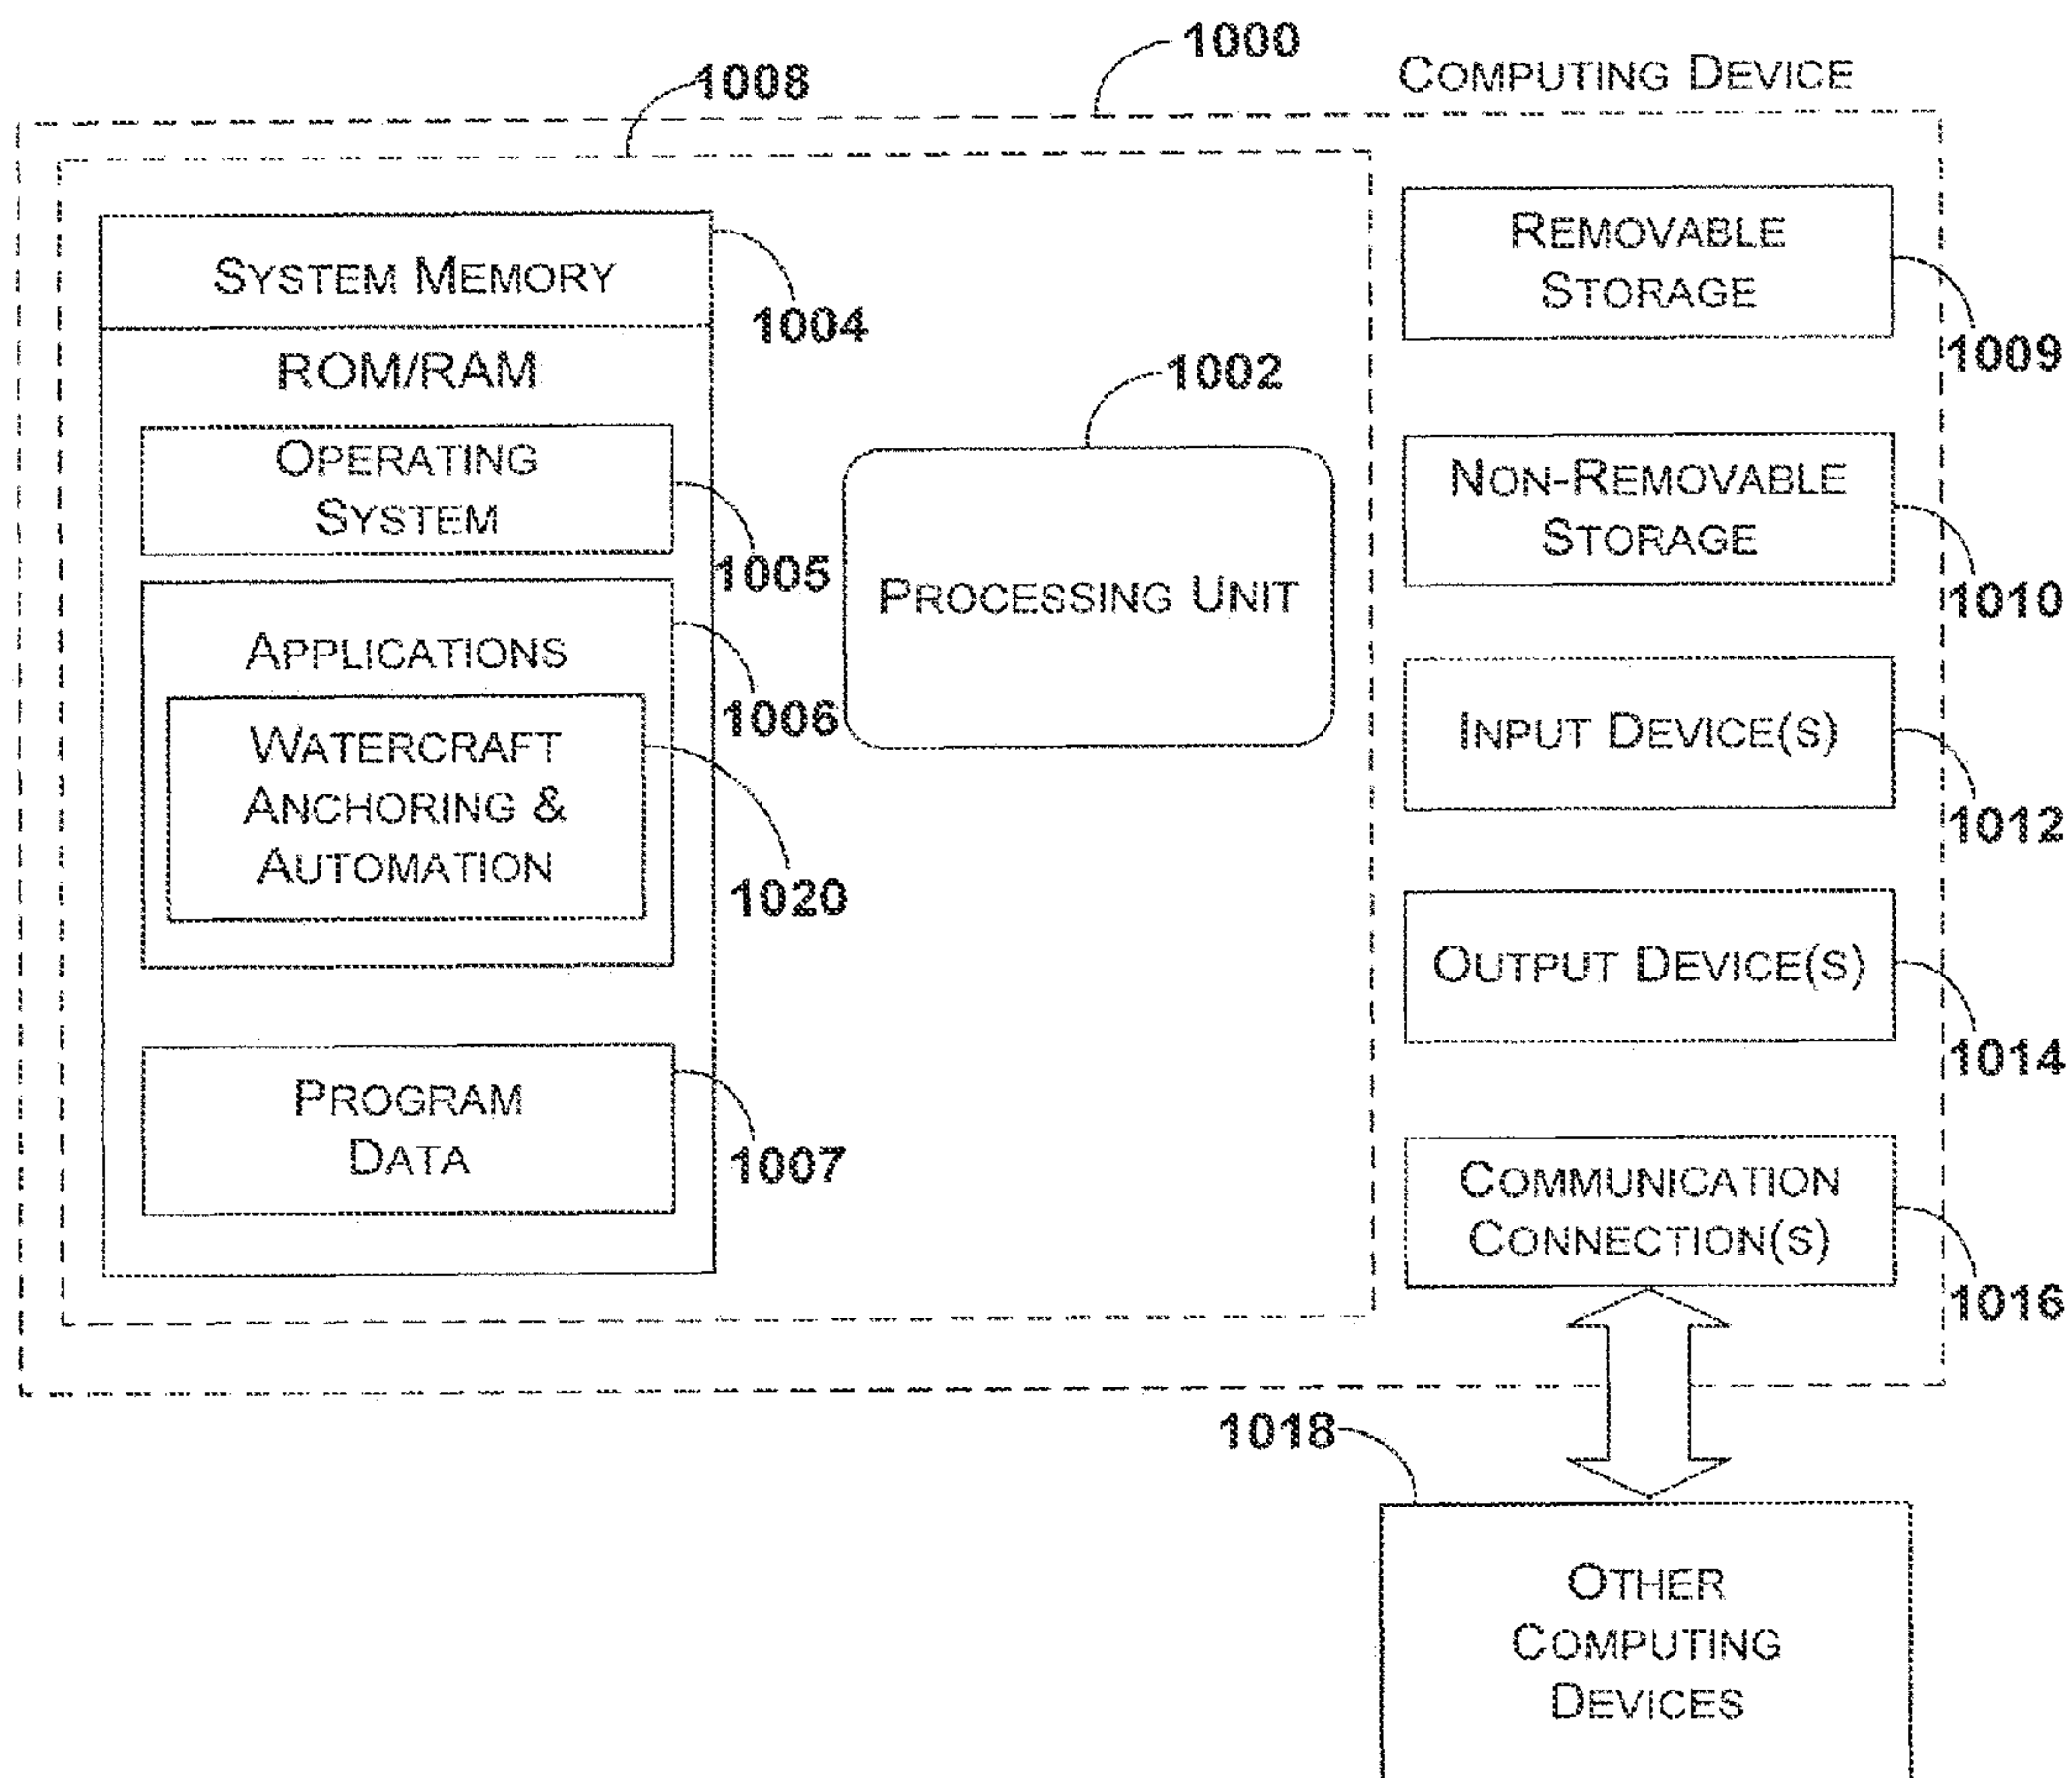 1000
COMPUTING DEVICE
1008
SYSTEM MEMORY
1004
ROM/RAM
OPERATING
SYSTEM
1005
APPLICATIONS
1006
WATERCRAFT
ANCHORING &
AUTOMATION
1020
PROGRAM
DATA
1007
1002
PROCESSING UNIT
REMOVABLE
STORAGE
1009
NON-REMOVABLE
STORAGE
1010
INPUT DEVICE(S)
1012
OUTPUT DEVICE(S)
1014
COMMUNICATION
CONNECTION(S)
1016
1018
OTHER
COMPUTING
DEVICES